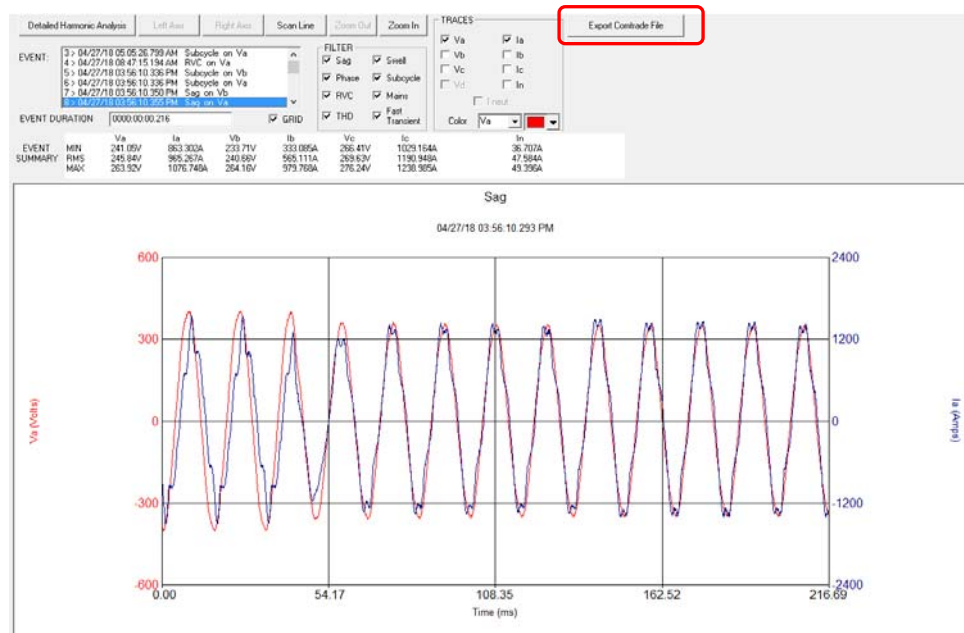 Detailed Harmonic Analysis Left Axis Right Axis Scan Line Zoom Out Zoom In Export Comtrade File
TRACES
Va Ia
Vb Ib
Vc Ic
Vd In
I neut
Color Va
EVENT:
3> 04/27/18 05.05.26.799 AM Subcycle on Va
4> 04/27/18 08:47:15.194 AM RVC on Va
5> 04/27/18 03:56:10.336 PM Subcycle on Vb
6> 04/27/18 03:56:10.336 PM Subcycle on Va
7> 04/27/18 03:56:10.350 PM Sag on Vb
8> 04/27/18 03:56:10.355 PM Sag on Va
FILTER
Sag Swell
Phase Subcycle
RVC Mains
THD Fast Transient
EVENT DURATION 0000:00:00.216 GRID
Va Ia Vb Ib Vc Ic In
EVENT MIN 241.05V 863.302A 233.71V 333.085A 266.41V 1029.164A 36.707A
SUMMARY RMS 245.84V 965.267A 240.66V 565.111A 269.63V 1190.948A 47.584A
MAX 263.92V 1076.748A 264.16V 979.768A 276.24V 1238.985A 49.396A
Sag
04/27/18 03:56:10.293 PM
600 2400
300 1200
0 0
-300 -1200
-600 -2400
Va (Volts)
Ia (Amps)
0.00 54.17 108.35 162.52 216.69
Time (ms)